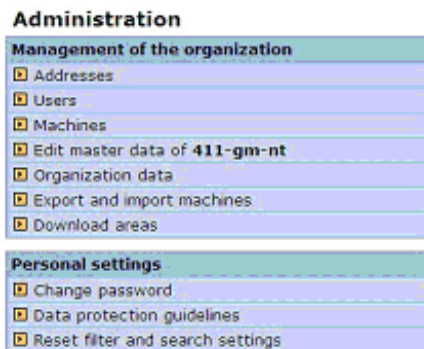 Administration
Management of the organization
Addresses
Users
Machines
Edit master data of 411-gm-nt
Organization data
Export and import machines
Download areas
Personal settings
Change password
Data protection guidelines
Reset filter and search settings